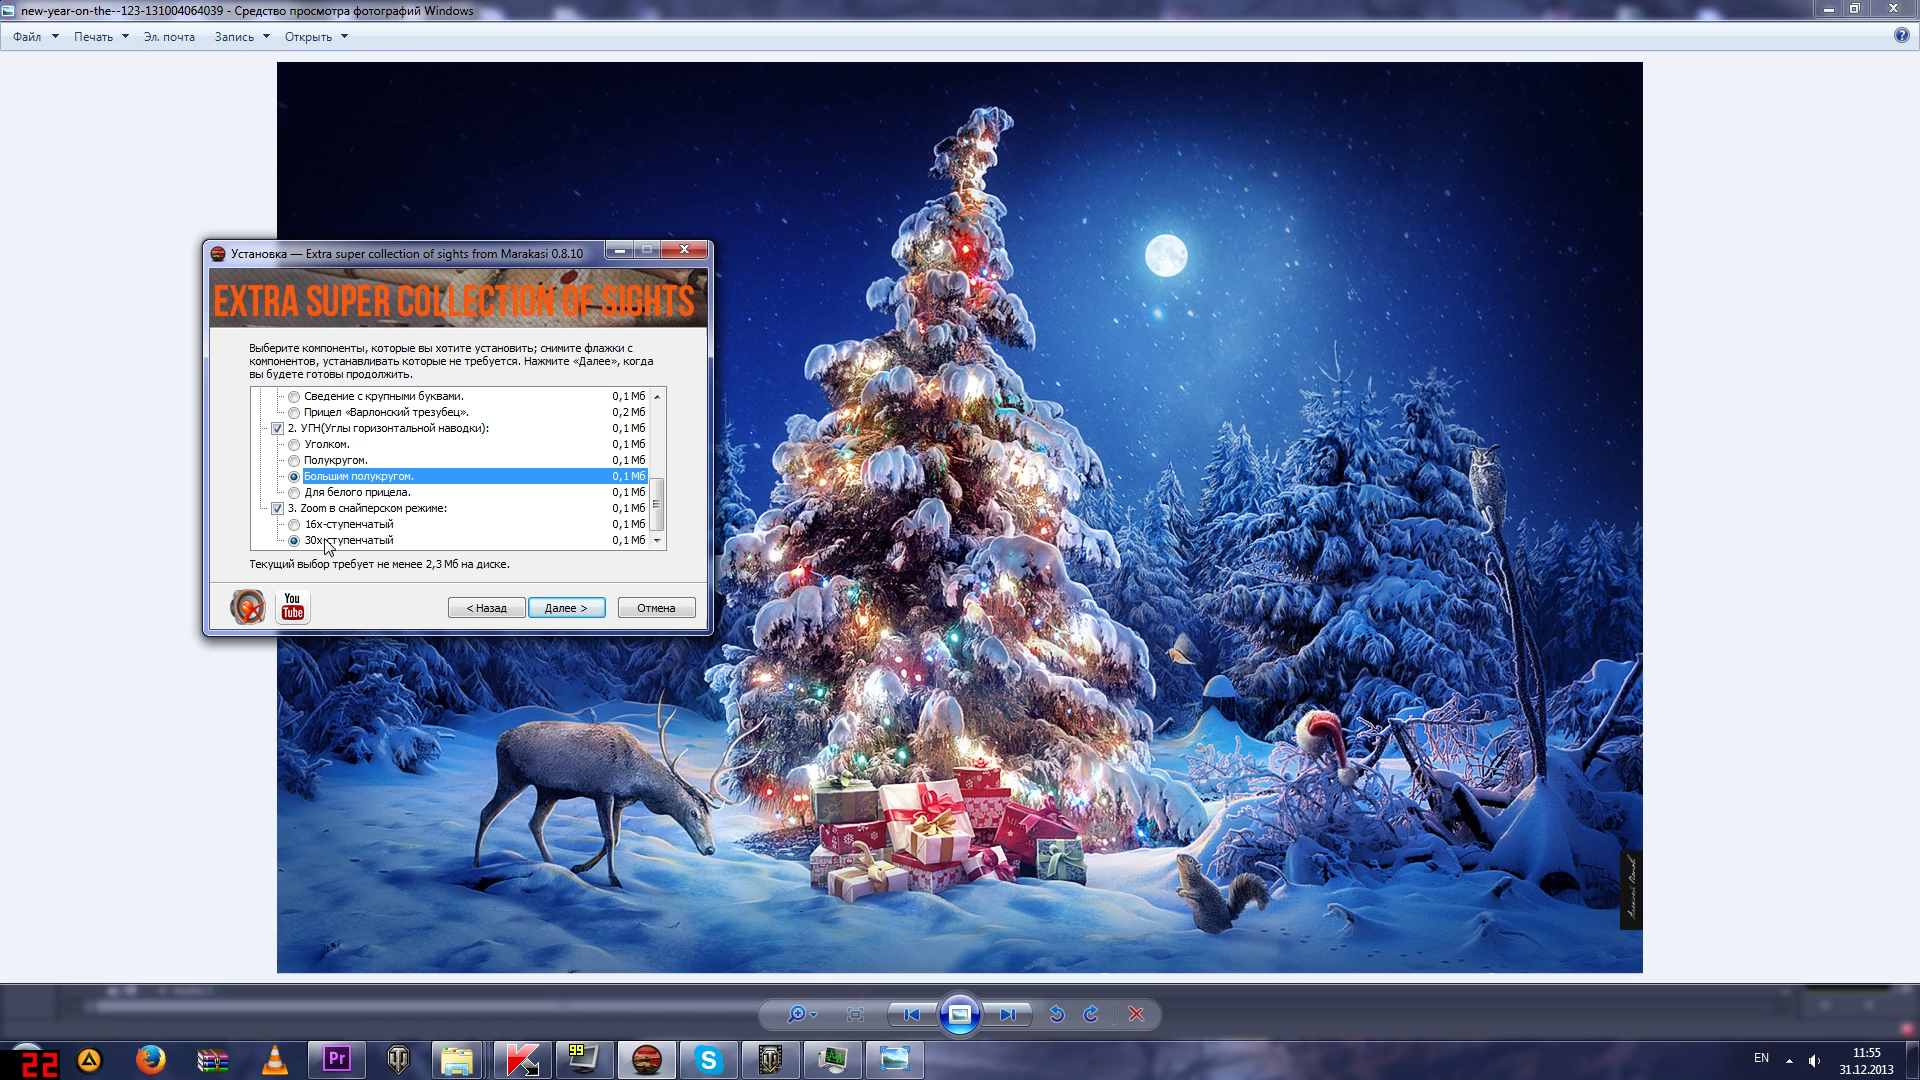 new-year-on-the--123-131004064039 - Средство просмотра фотографий Windows
Файл Печать Эл. почта Запись Открыть
Установка — Extra super collection of sights from Marakasi 0.8.10
EXTRA SUPER COLLECTION OF SIGHTS
Выберите компоненты, которые вы хотите установить; снимите флажки с
компонентов, устанавливать которые не требуется. Нажмите «Далее», когда
вы будете готовы продолжить.
Сведение с крупными буквами. 0,1 Мб
Прицел «Варлонский трезубец». 0,2 Мб
2. УГН(Углы горизонтальной наводки): 0,1 Мб
Уголком. 0,1 Мб
Полукругом. 0,1 Мб
Большим полукругом. 0,1 Мб
Для белого прицела. 0,1 Мб
3. Zoom в снайперском режиме: 0,1 Мб
16х-ступенчатый 0,1 Мб
30х-ступенчатый 0,1 Мб
Текущий выбор требует не менее 2,3 Мб на диске.
You
Tube
< Назад Далее > Отмена
22
Pr
99
EN
11:55
31.12.2013